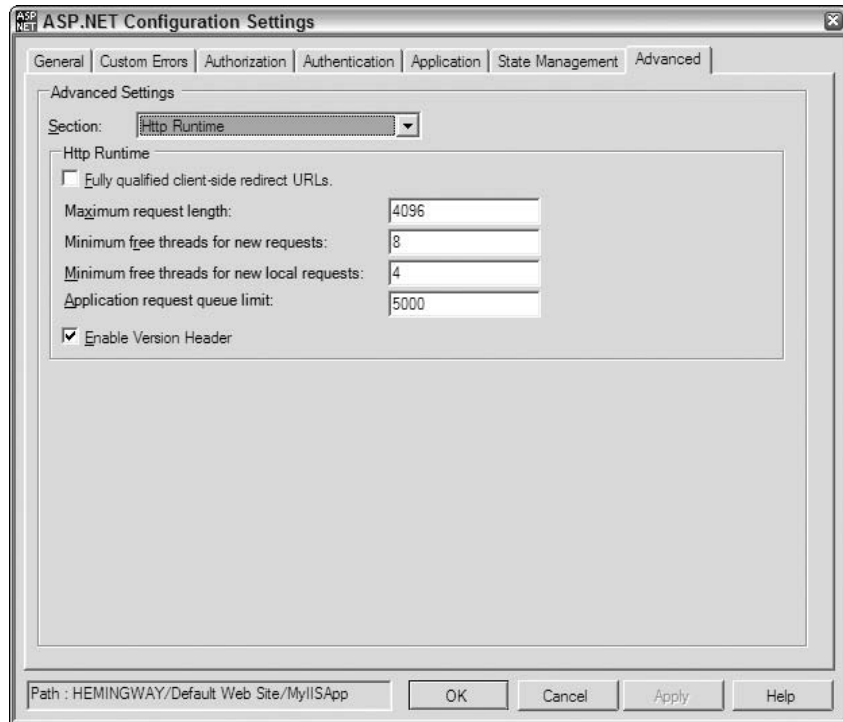 ASP NET ASP.NET Configuration Settings
General Custom Errors Authorization Authentication Application State Management Advanced
Advanced Settings
Section: Http Runtime
Http Runtime
Fully qualified client-side redirect URLs.
Maximum request length: 4096
Minimum free threads for new requests: 8
Minimum free threads for new local requests: 4
Application request queue limit: 5000
Enable Version Header
Path : HEMINGWAY/Default Web Site/MyIISApp OK Cancel Apply Help